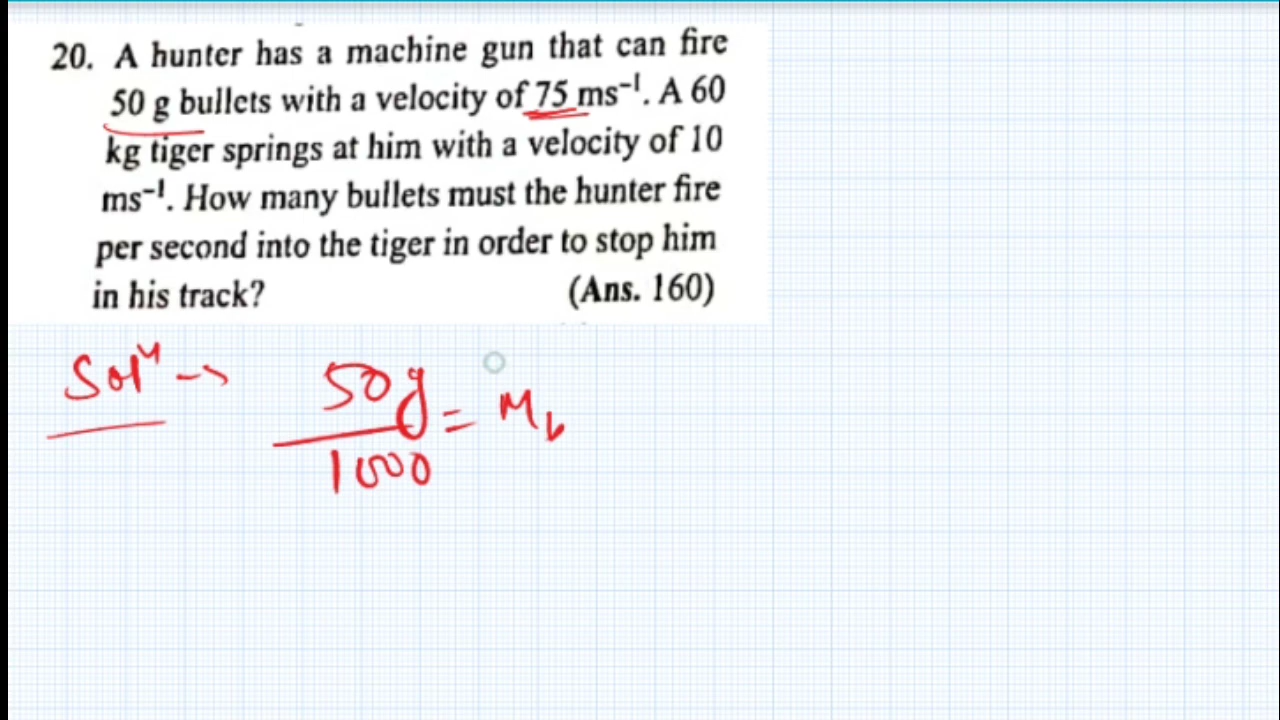 20. A hunter has a machine gun that can fire
50 g bullets with a velocity of 75 ms⁻¹. A 60
kg tiger springs at him with a velocity of 10
ms⁻¹. How many bullets must the hunter fire
per second into the tiger in order to stop him
in his track? (Ans. 160)
Solⁿ →
50g
1000
= M_b